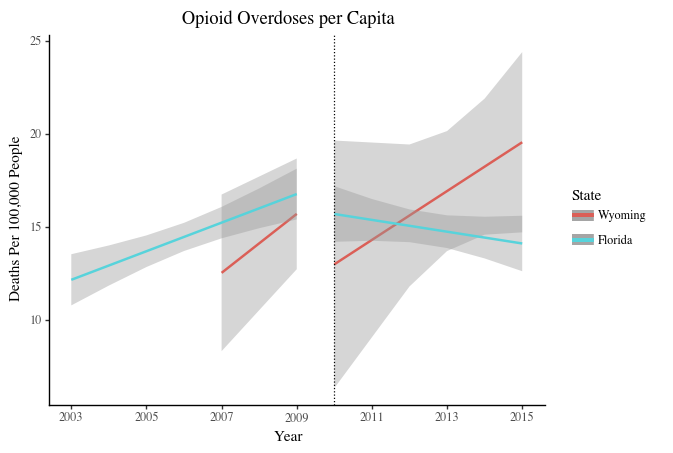 Opioid Overdoses per Capita
Deaths Per 100,000 People
25
20
15
10
2003
2005
2007
2009
2011
2013
2015
Year
State
Wyoming
Florida